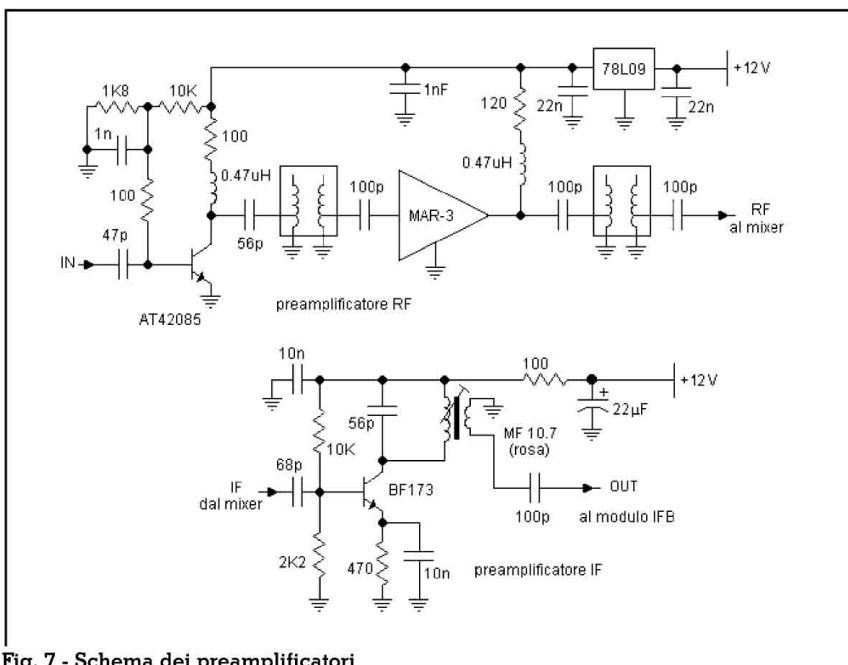 78L09
+12V
1K8
10K
1nF
120
22n
22n
1n
100
0.47uH
0.47uH
100
100p
MAR-3
100p
100p
RF
al mixer
47p
56p
IN
AT42085
preamplificatore RF
10n
100
+12V
56p
+
22µF
10K
MF 10.7
(rosa)
68p
IF
dal mixer
BF173
OUT
100p
al modulo IFB
2K2
470
10n
preamplificatore IF
Fig. 7 - Schema dei preamplificatori